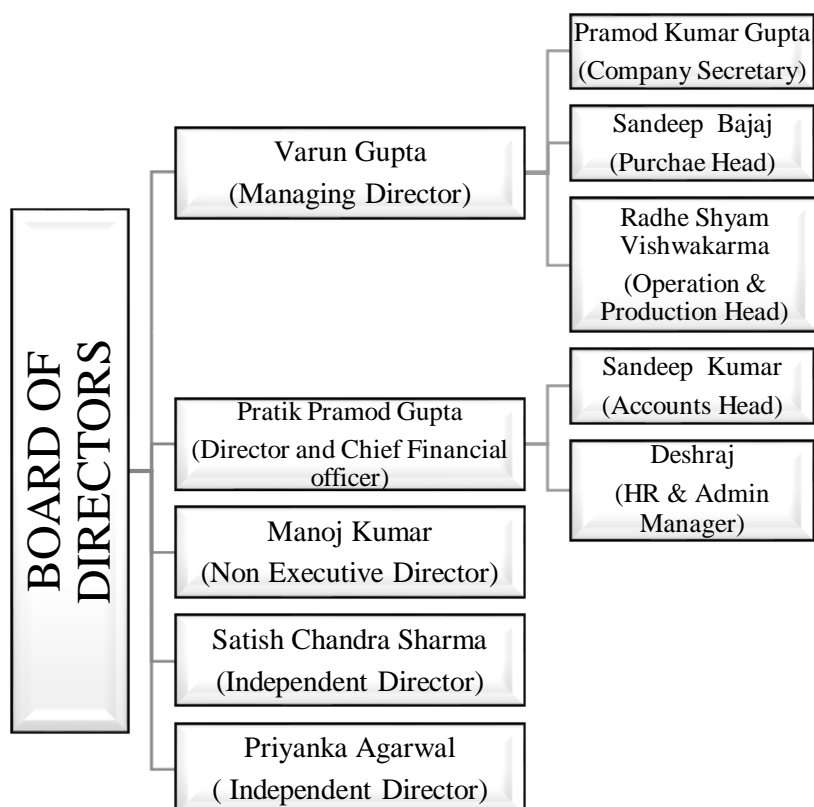 BOARD OF
DIRECTORS
Varun Gupta
(Managing Director)
Pramod Kumar Gupta
(Company Secretary)
Sandeep Bajaj
(Purchae Head)
Radhe Shyam
Vishwakarma
(Operation &
Production Head)
Pratik Pramod Gupta
(Director and Chief Financial
officer)
Sandeep Kumar
(Accounts Head)
Deshraj
(HR & Admin
Manager)
Manoj Kumar
(Non Executive Director)
Satish Chandra Sharma
(Independent Director)
Priyanka Agarwal
( Independent Director)